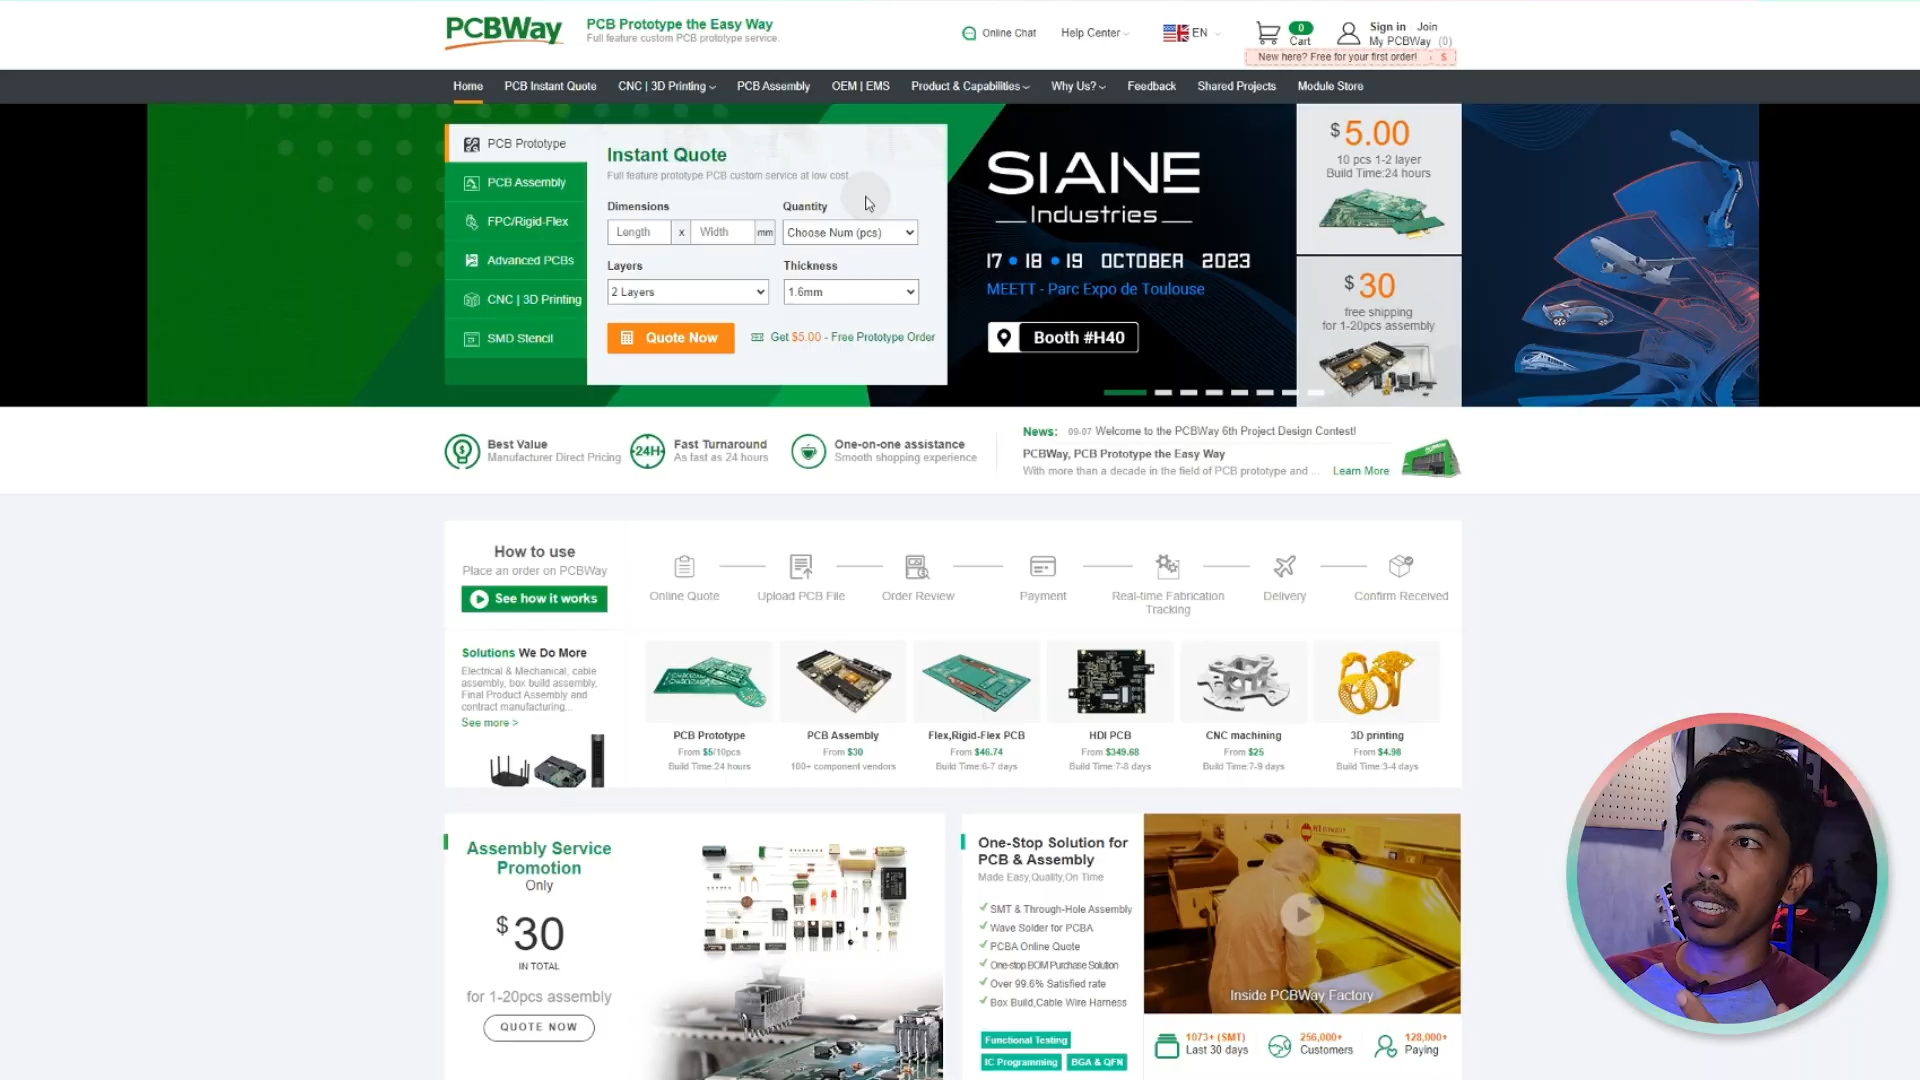 PCBWay
PCB Prototype the Easy Way
Full feature custom PCB prototype service.
Online Chat
Help Center
EN
0
Cart
Sign in Join
My PCBWay (0)
New here? Free for your first order! $
Home PCB Instant Quote CNC | 3D Printing PCB Assembly OEM | EMS Product & Capabilities Why Us? Feedback Shared Projects Module Store
PCB Prototype
PCB Assembly
FPC/Rigid-Flex
Advanced PCBs
CNC | 3D Printing
SMD Stencil
Instant Quote
Full feature prototype PCB custom service at low cost
Dimensions
Quantity
Length x Width mm
Choose Num (pcs)
Layers
Thickness
2 Layers
1.6mm
Quote Now
Get $5.00 - Free Prototype Order
SIANE
Industries
17 • 18 • 19 OCTOBER 2023
MEETT - Parc Expo de Toulouse
Booth #H40
$ 5.00
10 pcs 1-2 layer
Build Time:24 hours
$ 30
free shipping
for 1-20pcs assembly
Best Value
Manufacturer Direct Pricing
24H
Fast Turnaround
As fast as 24 hours
One-on-one assistance
Smooth shopping experience
News: 09-07 Welcome to the PCBWay 6th Project Design Contest!
PCBWay, PCB Prototype the Easy Way
With more than a decade in the field of PCB prototype and ... Learn More
How to use
Place an order on PCBWay
See how it works
Online Quote
Upload PCB File
Order Review
Payment
Real-time Fabrication
Tracking
Delivery
Confirm Received
Solutions We Do More
Electrical & Mechanical, cable
assembly, box build assembly,
Final Product Assembly and
contract manufacturing...
See more >
PCB Prototype
From $5/10pcs
Build Time:24 hours
PCB Assembly
From $30
100+ component vendors
Flex,Rigid-Flex PCB
From $46.74
Build Time:6-7 days
HDI PCB
From $349.68
Build Time:7-8 days
CNC machining
From $25
Build Time:7-9 days
3D printing
From $4.98
Build Time:3-4 days
Assembly Service
Promotion
Only
$ 30
IN TOTAL
for 1-20pcs assembly
QUOTE NOW
One-Stop Solution for
PCB & Assembly
Made Easy,Quality,On Time
SMT & Through-Hole Assembly
Wave Solder for PCBA
PCBA Online Quote
One-stop BOM Purchase Solution
Over 99.6% Satisfied rate
Box Build,Cable Wire Harness
Functional Testing
IC Programming
BGA & QFN
Inside PCBWay Factory
1073+ (SMT)
Last 30 days
256,000+
Customers
128,000+
Paying